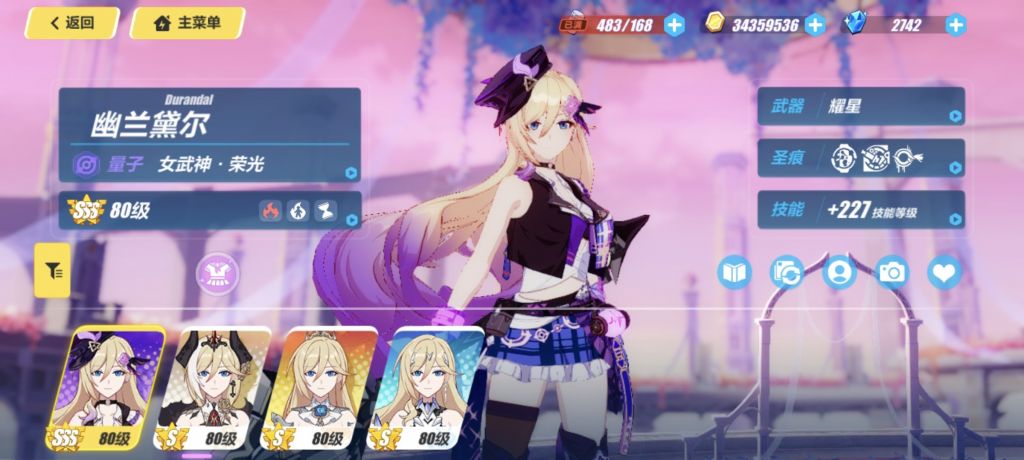 返回
主菜单
已满
483/168
34359536
2742
Durandal
幽兰黛尔
量子 女武神·荣光
SSS 80级
武器 耀星
圣痕
技能 +227 技能等级
SSS 80级
S 80级
S 80级
S 80级